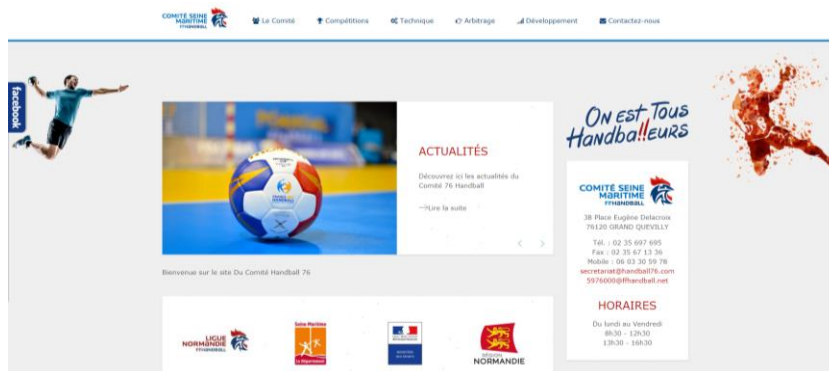 COMITÉ SEINE
MARITIME
FFHANDBALL
Le Comité
Compétitions
Technique
Arbitrage
Développement
Contactez-nous
facebook
ACTUALITÉS
Découvrez ici les actualités du
Comité 76 Handball
Lire la suite
Bienvenue sur le site Du Comité Handball 76
On est Tous
Handba!!eurs
COMITÉ SEINE
MARITIME
FFHANDBALL
38 Place Eugène Delacroix
76120 GRAND QUEVILLY
Tél. : 02 35 697 695
Fax : 02 35 67 13 36
Mobile : 06 03 30 59 78
secretariat@handball76.com
5976000@ffhandball.net
HORAIRES
Du lundi au Vendredi
8h30 - 12h30
13h30 - 16h30
LIGUE
NORMANDIE
FFHANDBALL
Seine-Maritime
Le Département
RÉGION
NORMANDIE